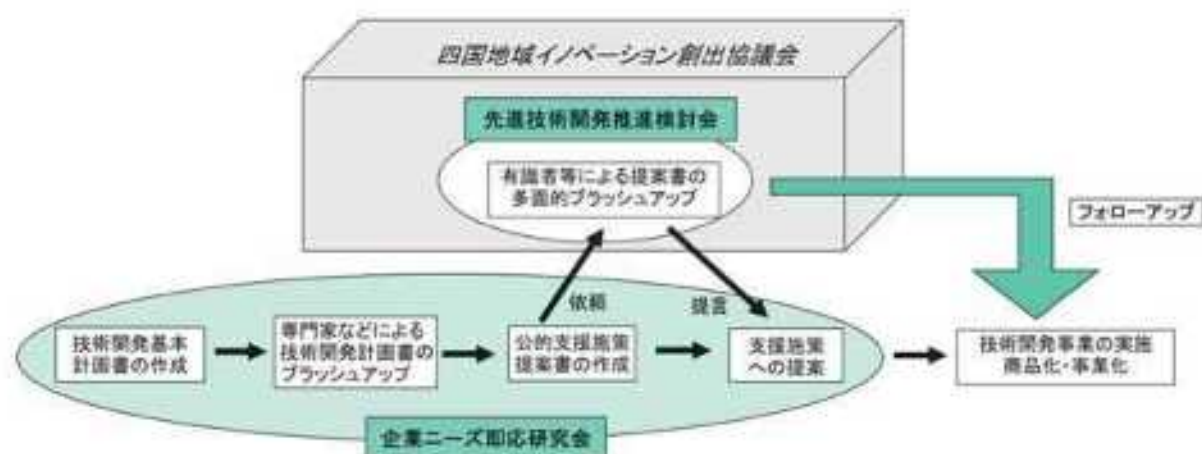 四国地域イノベーション創出協議会
先進技術開発推進検討会
有識者等による提案書の
多面的ブラッシュアップ
フォローアップ
依頼
提言
技術開発基本
計画書の作成
専門家などによる
技術開発計画書の
ブラッシュアップ
公的支援施策
提案書の作成
支援施策
への提案
技術開発事業の実施
商品化・事業化
企業ニーズ即応研究会